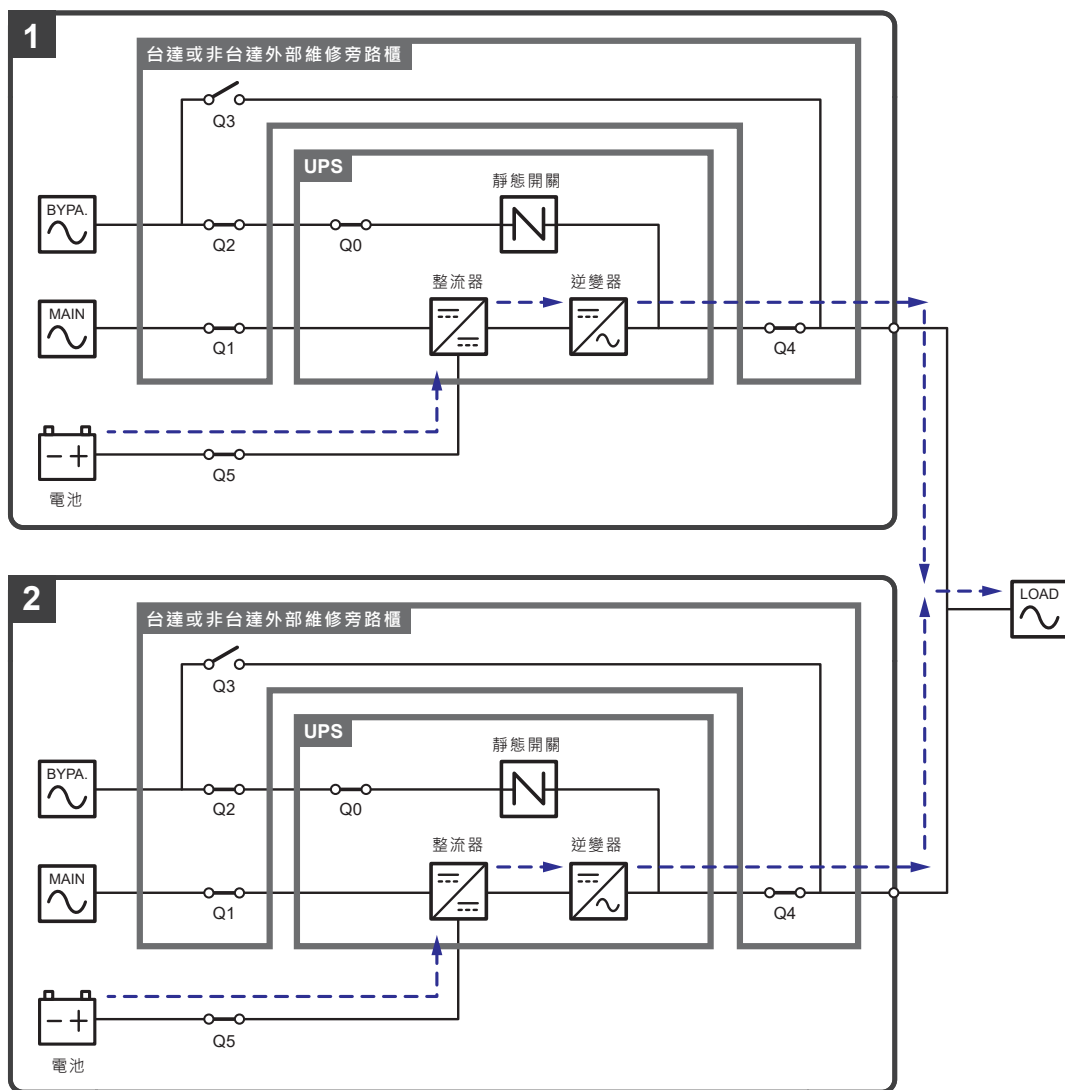 1
台達或非台達外部維修旁路櫃
Q3
UPS
靜態開關
BYPA.
Q2
Q0
整流器
逆變器
MAIN
Q1
Q4
Q5
電池
2
台達或非台達外部維修旁路櫃
LOAD
Q3
UPS
靜態開關
BYPA.
Q2
Q0
整流器
逆變器
MAIN
Q1
Q4
Q5
電池